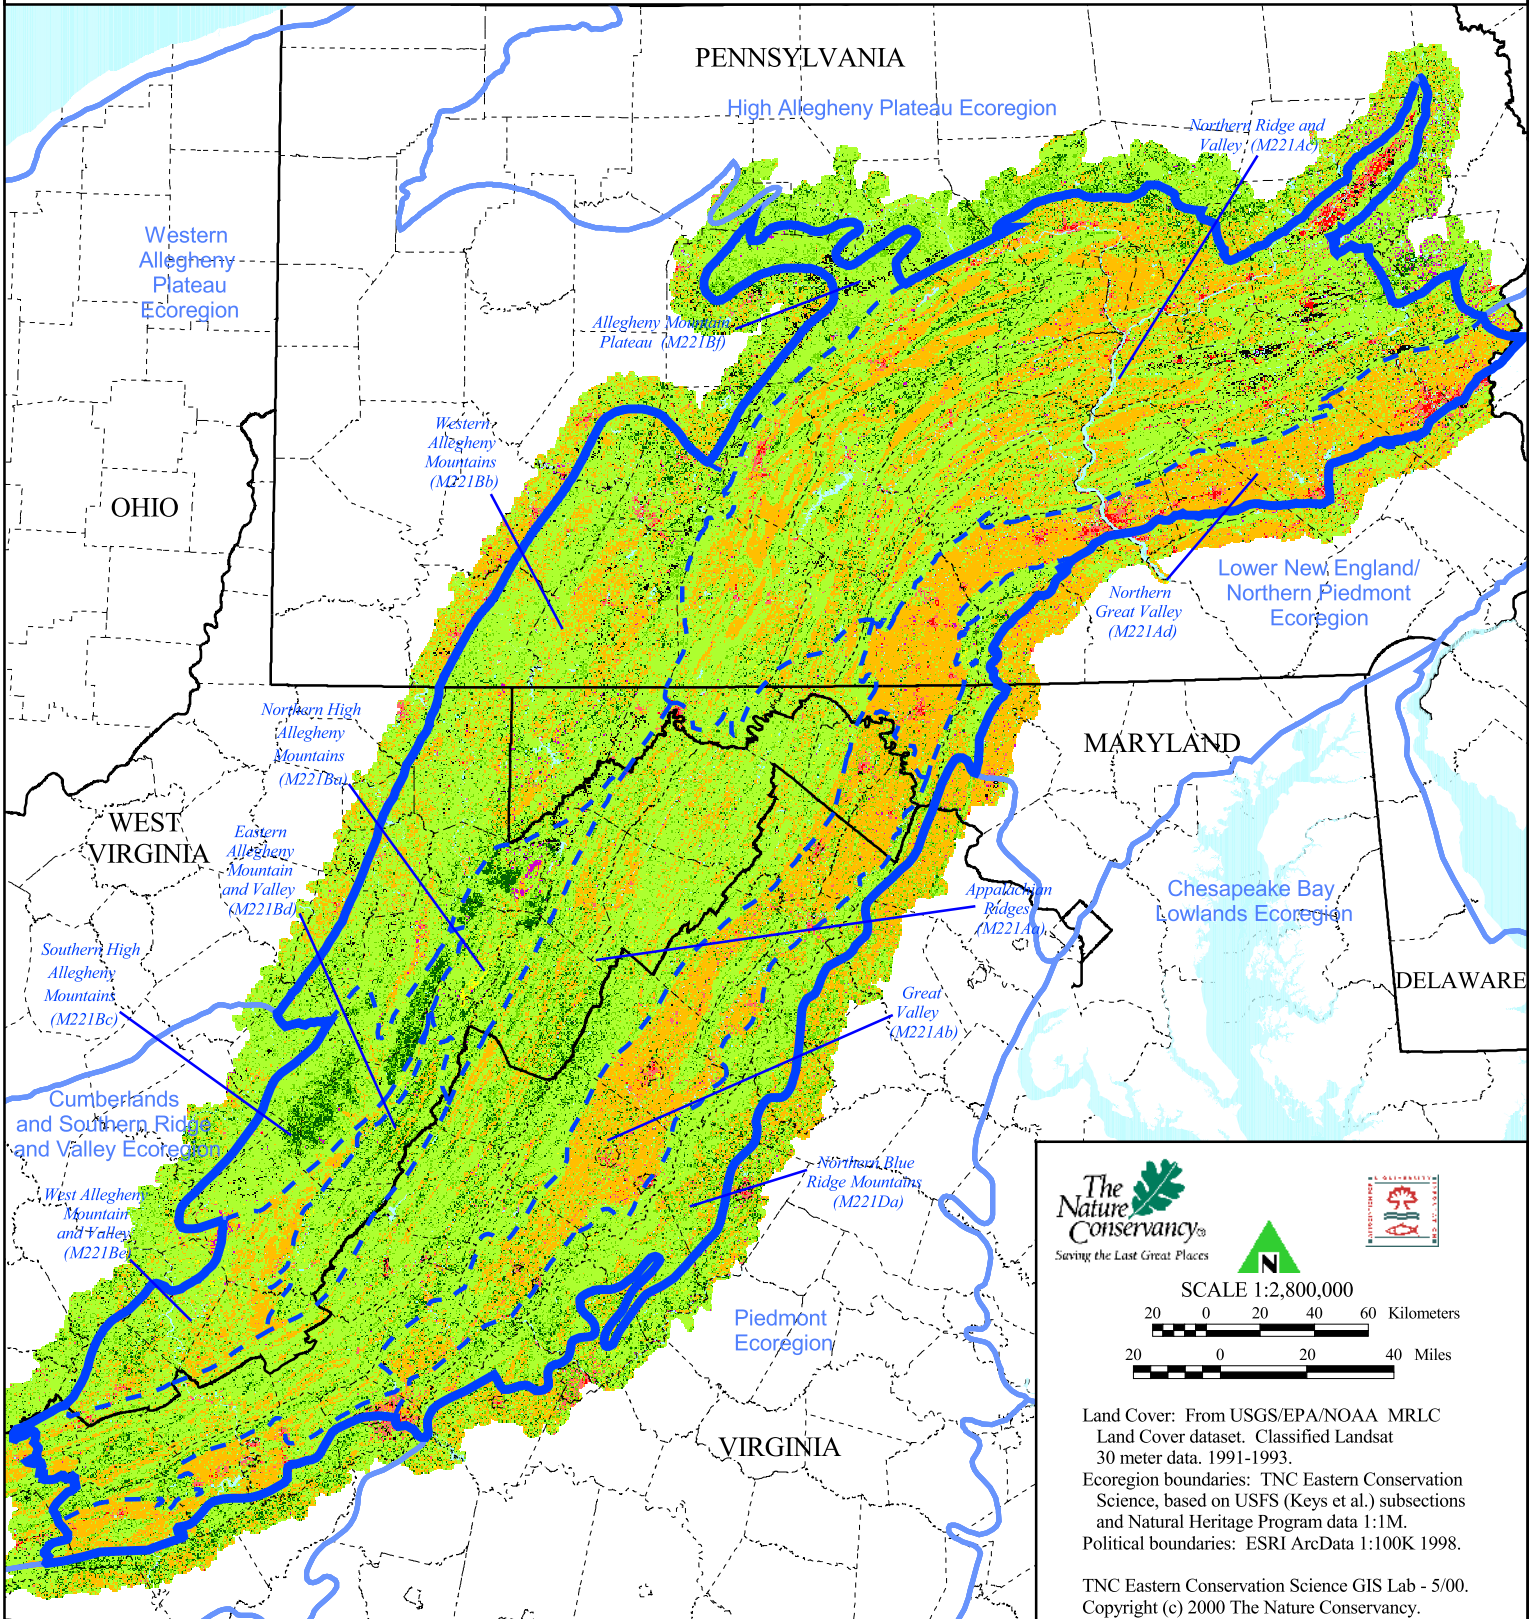 PENNSYLVANIA
High Allegheny Plateau Ecoregion
Northern Ridge and
Valley (M221Ac)
Western
Allegheny
Plateau
Ecoregion
Allegheny Mountain
Plateau (M221Bf)
Western
Allegheny
Mountains
(M221Bb)
OHIO
Lower New England/
Northern Piedmont
Ecoregion
Northern
Great Valley
(M221Ad)
Northern High
Allegheny
Mountains
(M221Ba)
MARYLAND
WEST
VIRGINIA
Eastern
Allegheny
Mountain
and Valley
(M221Bd)
Appalachian
Ridges
(M221Aa)
Chesapeake Bay
Lowlands Ecoregion
Southern High
Allegheny
Mountains
(M221Bc)
DELAWARE
Great
Valley
(M221Ab)
Cumberlands
and Southern Ridge
and Valley Ecoregion
Northern Blue
Ridge Mountains
(M221Da)
West Allegheny
Mountain
and Valley
(M221Be)
Piedmont
Ecoregion
VIRGINIA
The
Nature
Conservancy®
Saving the Last Great Places
N
SCALE 1:2,800,000
20 0 20 40 60 Kilometers
20 0 20 40 Miles
Land Cover: From USGS/EPA/NOAA MRLC
Land Cover dataset. Classified Landsat
30 meter data. 1991-1993.
Ecoregion boundaries: TNC Eastern Conservation
Science, based on USFS (Keys et al.) subsections
and Natural Heritage Program data 1:1M.
Political boundaries: ESRI ArcData 1:100K 1998.
TNC Eastern Conservation Science GIS Lab - 5/00.
Copyright (c) 2000 The Nature Conservancy.